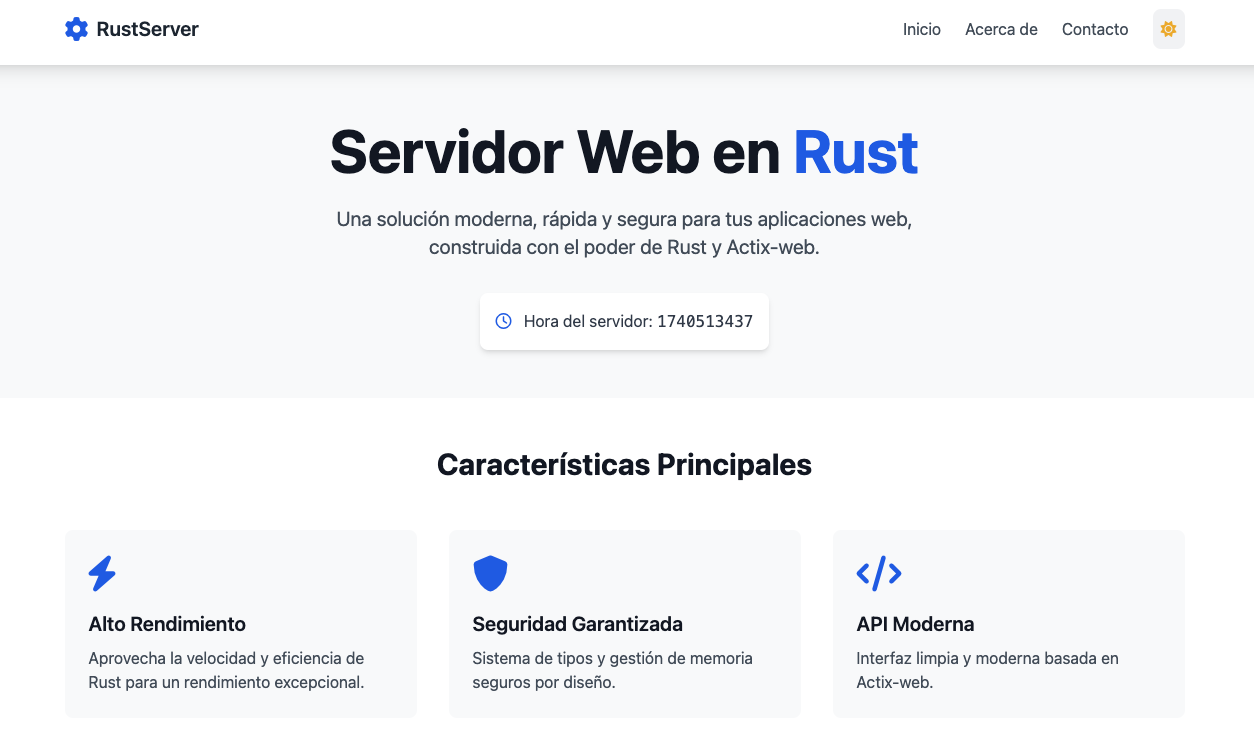 RustServer
Inicio
Acerca de
Contacto
Servidor Web en Rust
Una solución moderna, rápida y segura para tus aplicaciones web,
construida con el poder de Rust y Actix-web.
Hora del servidor: 1740513437
Características Principales
Alto Rendimiento
Aprovecha la velocidad y eficiencia de
Rust para un rendimiento excepcional.
Seguridad Garantizada
Sistema de tipos y gestión de memoria
seguros por diseño.
API Moderna
Interfaz limpia y moderna basada en
Actix-web.